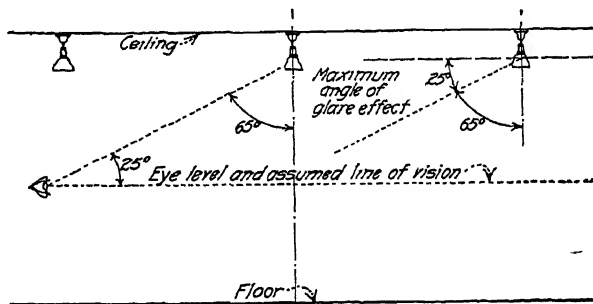 Ceiling
Maximum
angle of
glare effect
25°
65°
65°
25°
Eye level and assumed line of vision
Floor